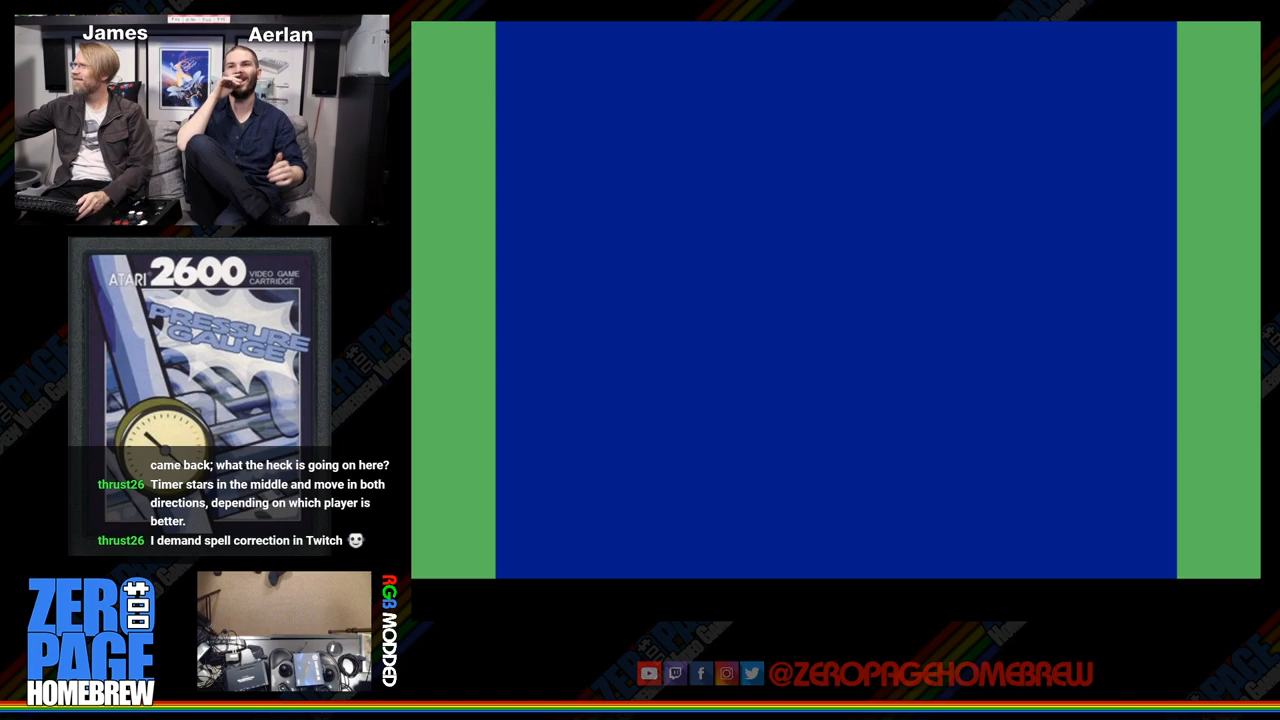 James
Aerlan
ATARI 2600 VIDEO GAME CARTRIDGE
PRESSURE
GAUGE
came back; what the heck is going on here?
thrust26 Timer stars in the middle and move in both
directions, depending on which player is
better.
thrust26 I demand spell correction in Twitch
ZERO
PAGE
HOMEBREW
RGB MODDED
@ZEROPAGEHOMEBREW